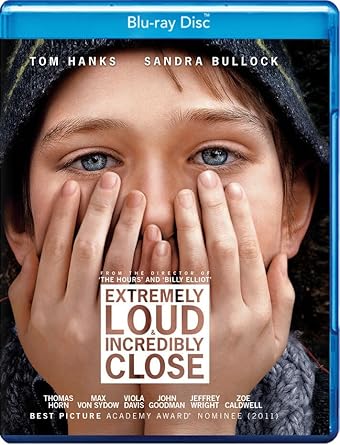 Blu-ray Disc™
TOM HANKS SANDRA BULLOCK
FROM THE DIRECTOR OF
'THE HOURS' AND 'BILLY ELLIOT'
EXTREMELY
LOUD
&
INCREDIBLY
CLOSE
THOMAS HORN MAX VON SYDOW VIOLA DAVIS JOHN GOODMAN JEFFREY WRIGHT ZOE CALDWELL
BEST PICTURE ACADEMY AWARD® NOMINEE (2011)